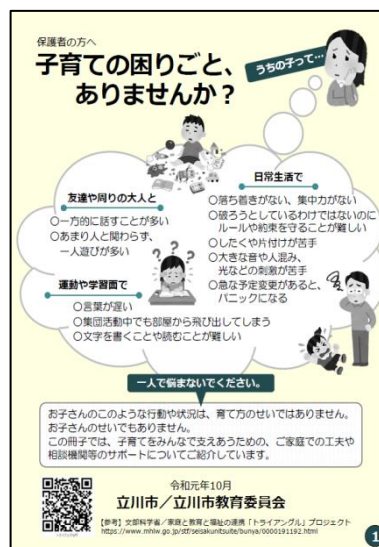 保護者の方へ
子育ての困りごと、
ありませんか？
うちの子って…
友達や周りの大人と
〇一方的に話すことが多い
〇あまり人と関わらず、
一人遊びが多い
日常生活で
〇落ち着きがない、集中力がない
〇破ろうとしているわけではないのに
ルールや約束を守ることが難しい
〇したくや片付けが苦手
〇大きな音や人混み、
光などの刺激が苦手
〇急な予定変更があると、
パニックになる
運動や学習面で
〇言葉が遅い
〇集団活動中でも部屋から飛び出してしまう
〇文字を書くことや読むことが難しい
一人で悩まないでください。
お子さんのこのような行動や状況は、育て方のせいではありません。
お子さんのせいでもありません。
この冊子では、子育てをみんなで支えあうための、ご家庭での工夫や
相談機関等のサポートについてご紹介しています。
令和元年10月
立川市／立川市教育委員会
【参考】文部科学省／家庭と教育と福祉の連携「トライアングル」プロジェクト
https://www.mhlw.go.jp/stf/seisakunitsuite/bunya/0000191192.html
1